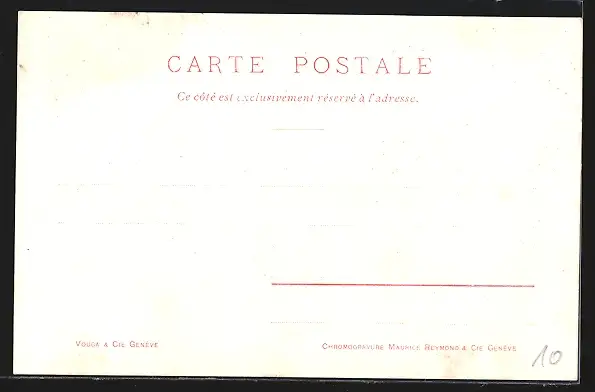 CARTE POSTALE
Ce côté est exclusivement réservé à l'adresse.
VOUGA & CIE GENÈVE
CHROMOGRAVURE MAURICE REYMOND & CIE GENÈVE
10